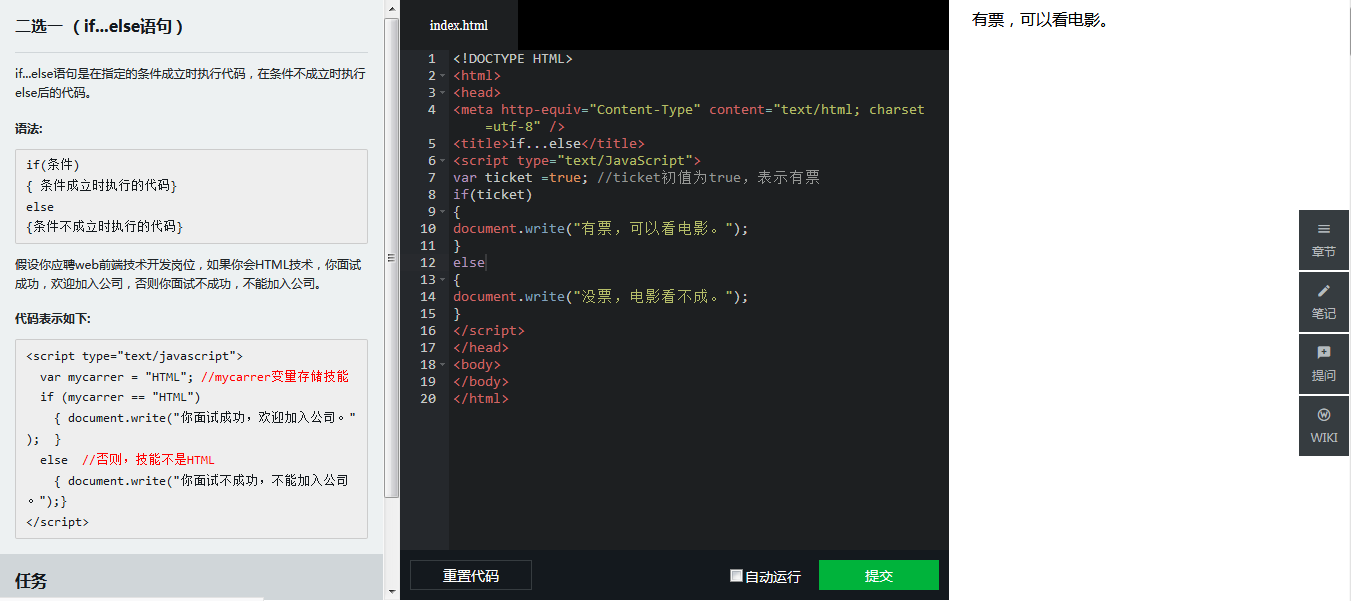 二选一 （if...else语句）
if...else语句是在指定的条件成立时执行代码，在条件不成立时执行
else后的代码。
语法:
if(条件)
{ 条件成立时执行的代码}
else
{条件不成立时执行的代码}
假设你应聘web前端技术开发岗位，如果你会HTML技术，你面试
成功，欢迎加入公司，否则你面试不成功，不能加入公司。
代码表示如下:
<script type="text/javascript">
var mycarrer = "HTML"; //mycarrer变量存储技能
if (mycarrer == "HTML")
{ document.write("你面试成功，欢迎加入公司。"
);  }
else  //否则，技能不是HTML
{ document.write("你面试不成功，不能加入公司
。");}
</script>
任务
index.html
1 <!DOCTYPE HTML>
2 <html>
3 <head>
4 <meta http-equiv="Content-Type" content="text/html; charset
=utf-8" />
5 <title>if...else</title>
6 <script type="text/JavaScript">
7 var ticket =true; //ticket初值为true，表示有票
8 if(ticket)
9 {
10 document.write("有票，可以看电影。");
11 }
12 else
13 {
14 document.write("没票，电影看不成。");
15 }
16 </script>
17 </head>
18 <body>
19 </body>
20 </html>
重置代码
自动运行
提交
有票，可以看电影。
章节
笔记
提问
WIKI